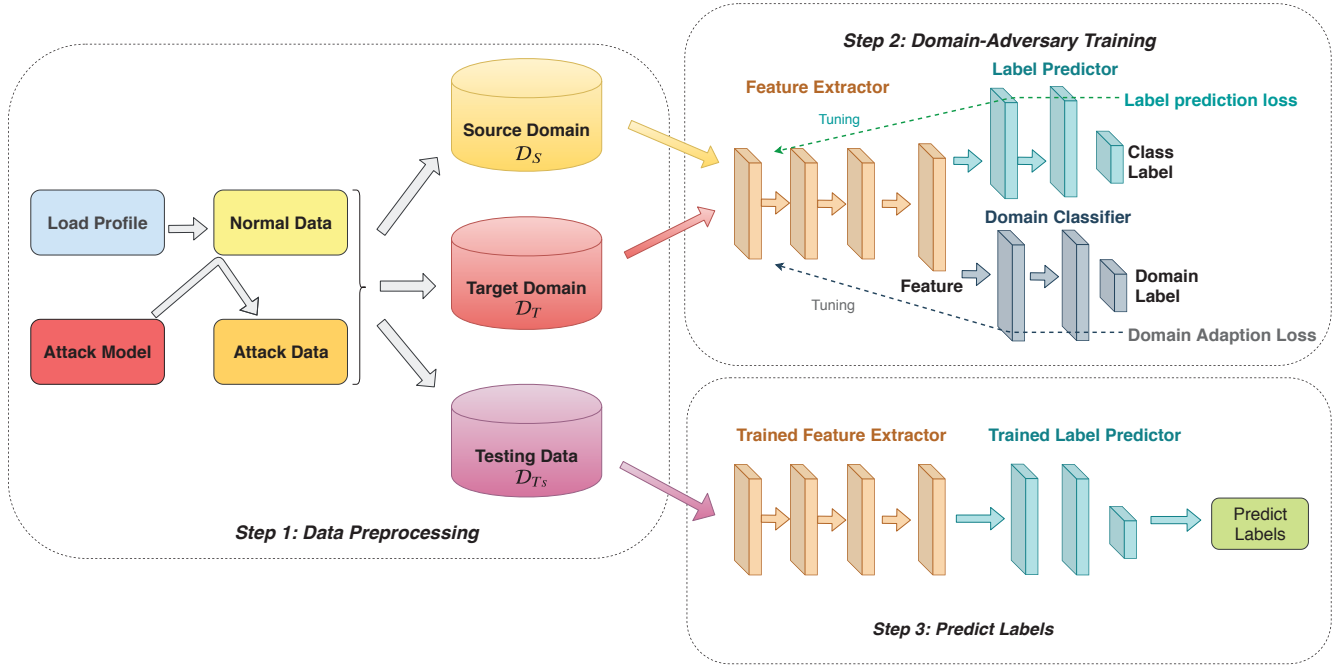 Load Profile
Normal Data
Attack Model
Attack Data
Source Domain
𝒟_S
Target Domain
𝒟_T
Testing Data
𝒟_Ts
Step 1: Data Preprocessing
Step 2: Domain-Adversary Training
Feature Extractor
Label Predictor
Tuning
Label prediction loss
Class
Label
Domain Classifier
Feature
Domain
Label
Tuning
Domain Adaption Loss
Trained Feature Extractor
Trained Label Predictor
Predict
Labels
Step 3: Predict Labels